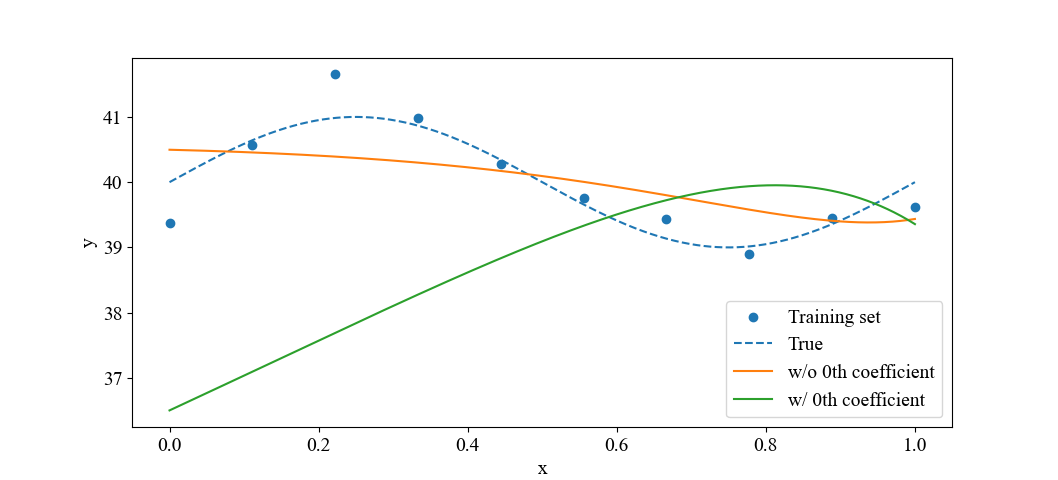 41
40
39
38
37
y
0.0
0.2
0.4
0.6
0.8
1.0
x
Training set
True
w/o 0th coefficient
w/ 0th coefficient